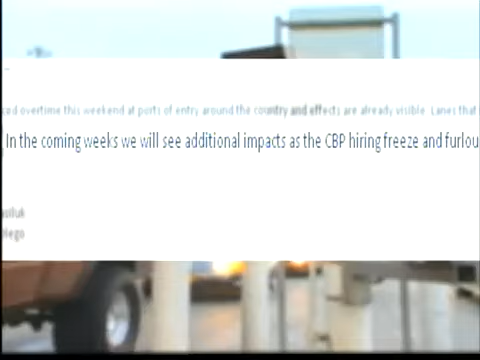 overtime this weekend at ports of entry around the country and effects are already visible. Lanes that
In the coming weeks we will see additional impacts as the CBP hiring freeze and furlou